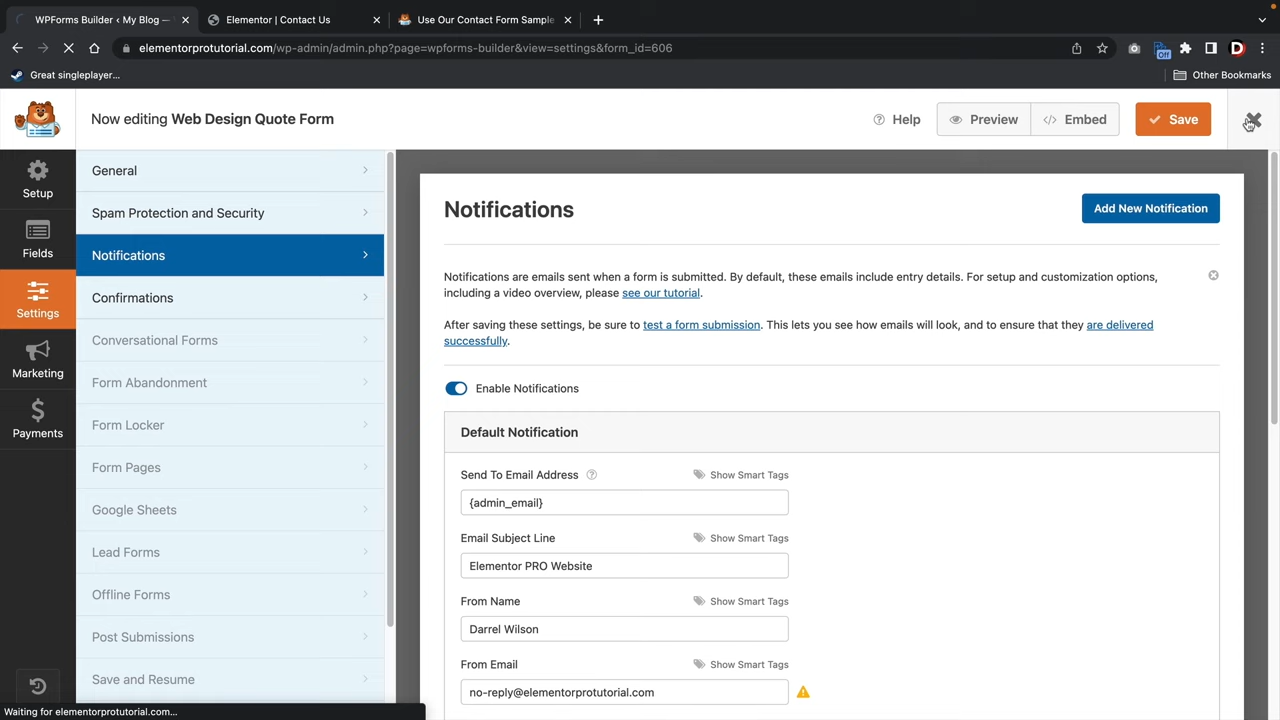 WPForms Builder ‹ My Blog —
Elementor | Contact Us
Use Our Contact Form Sample
elementorprotutorial.com/wp-admin/admin.php?page=wpforms-builder&view=settings&form_id=606
Off
D
Great singleplayer...
Other Bookmarks
Now editing Web Design Quote Form
Help
Preview
Embed
Save
Setup
Fields
Settings
Marketing
Payments
General
Spam Protection and Security
Notifications
Confirmations
Conversational Forms
Form Abandonment
Form Locker
Form Pages
Google Sheets
Lead Forms
Offline Forms
Post Submissions
Save and Resume
Notifications
Add New Notification
Notifications are emails sent when a form is submitted. By default, these emails include entry details. For setup and customization options,
including a video overview, please see our tutorial.
After saving these settings, be sure to test a form submission. This lets you see how emails will look, and to ensure that they are delivered
successfully.
Enable Notifications
Default Notification
Send To Email Address
Show Smart Tags
{admin_email}
Email Subject Line
Show Smart Tags
Elementor PRO Website
From Name
Show Smart Tags
Darrel Wilson
From Email
Show Smart Tags
no-reply@elementorprotutorial.com
Waiting for elementorprotutorial.com...